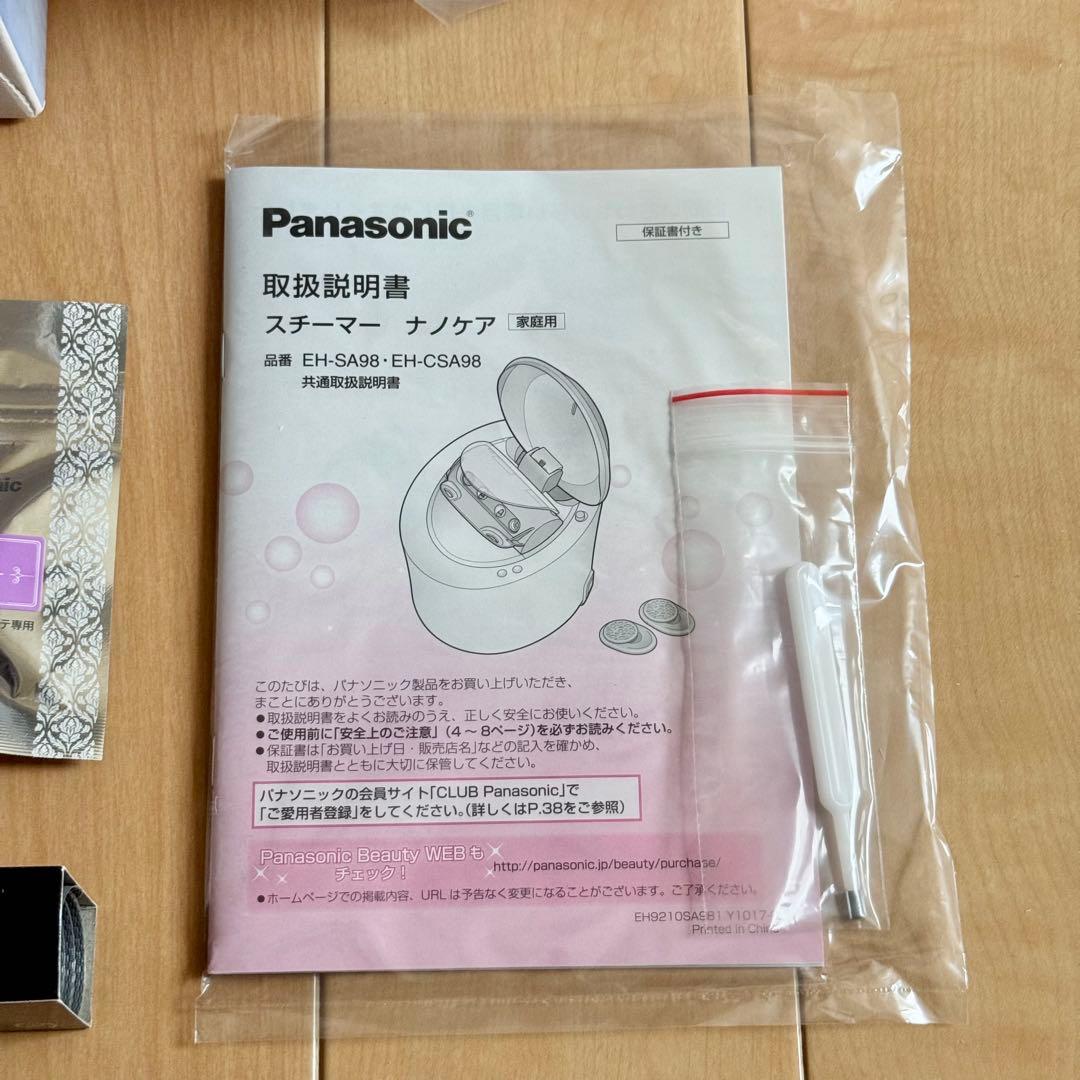 Panasonic®
保証書付き
取扱説明書
スチーマー ナノケア 家庭用
品番 EH-SA98・EH-CSA98
共通取扱説明書
このたびは、パナソニック製品をお買い上げいただき、
まことにありがとうございます。
●取扱説明書をよくお読みのうえ、正しく安全にお使いください。
●ご使用前に「安全上のご注意」(4～8ページ)を必ずお読みください。
●保証書は「お買い上げ日・販売店名」などの記入を確かめ、
取扱説明書とともに大切に保管してください。
パナソニックの会員サイト「CLUB Panasonic」で
「ご愛用者登録」をしてください。(詳しくはP.38をご参照)
Panasonic Beauty WEBも
チェック!
http://panasonic.jp/beauty/purchase/
●ホームページでの掲載内容、URLは予告なく変更になることがございます。ご了承ください。
EH9210SA981 Y1017-
Printed in China
nic
テ専用